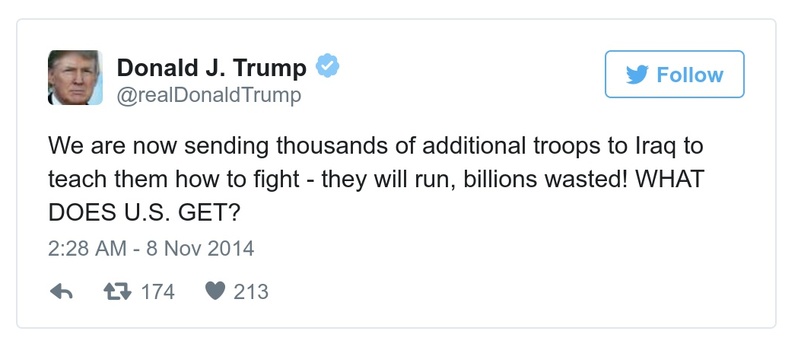 Donald J. Trump
@realDonaldTrump
Follow
We are now sending thousands of additional troops to Iraq to
teach them how to fight - they will run, billions wasted! WHAT
DOES U.S. GET?
2:28 AM - 8 Nov 2014
174 213